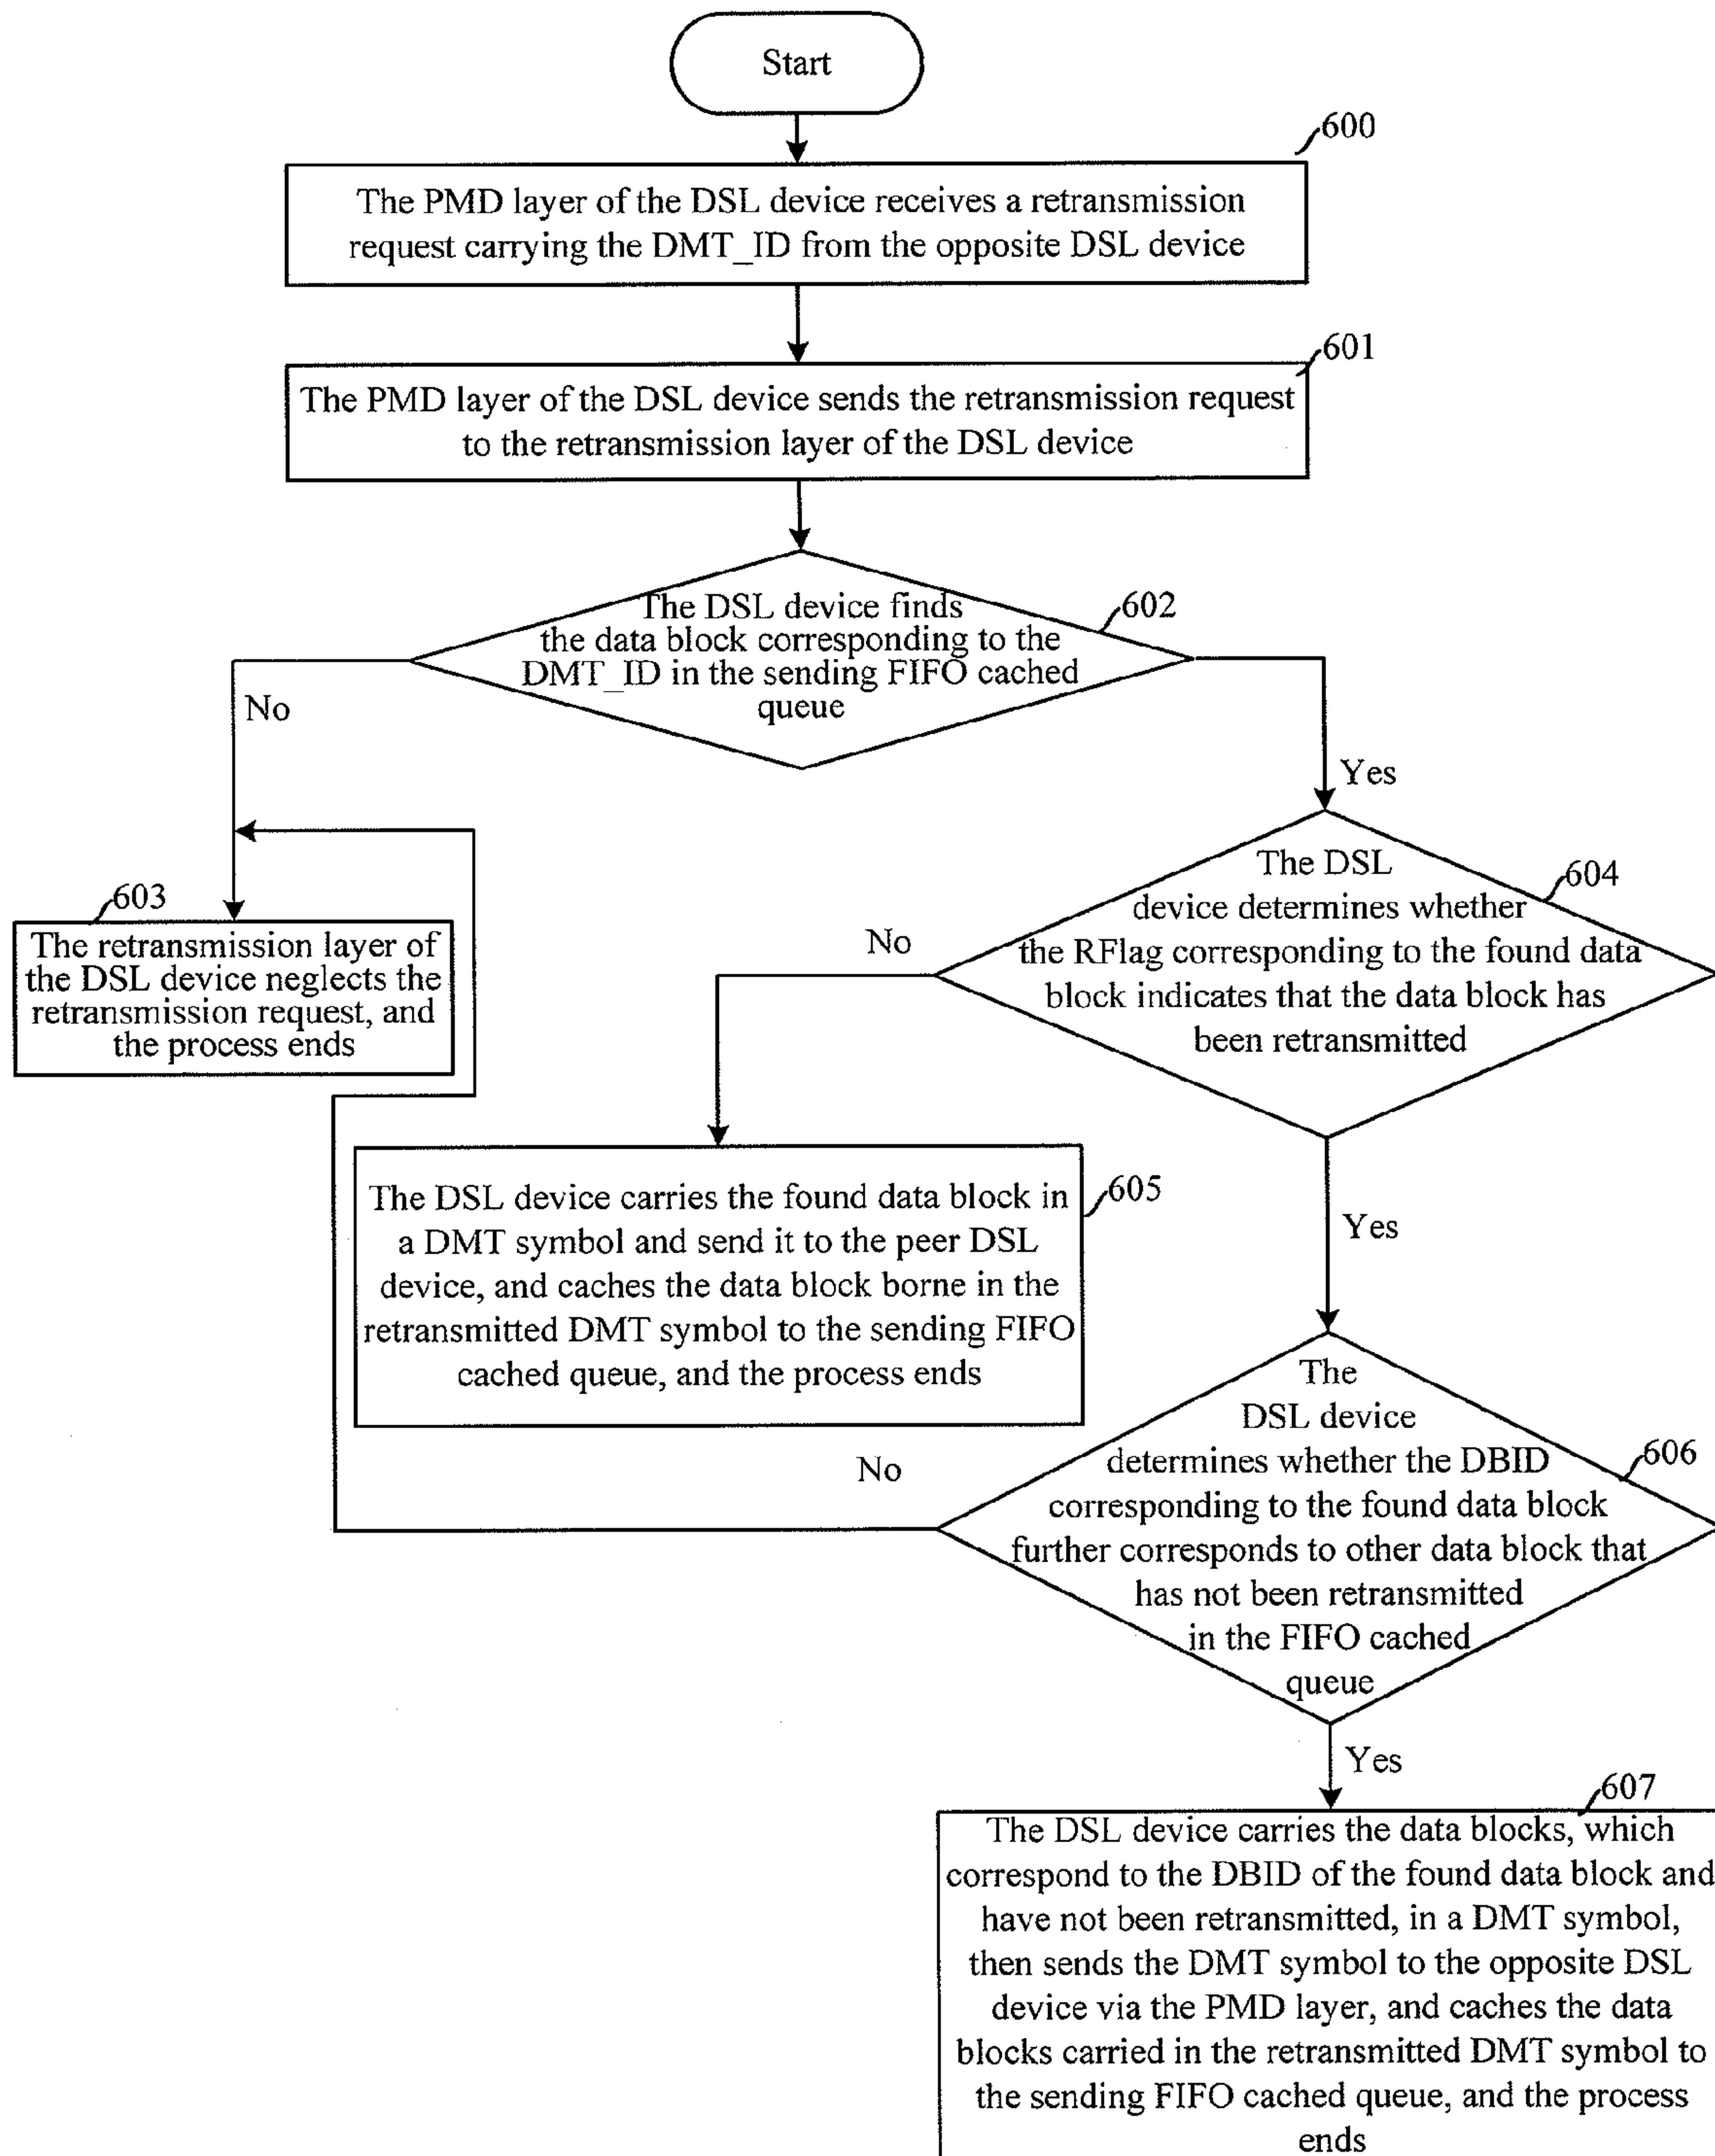 Start
600
The PMD layer of the DSL device receives a retransmission
request carrying the DMT_ID from the opposite DSL device
601
The PMD layer of the DSL device sends the retransmission request
to the retransmission layer of the DSL device
602
The DSL device finds
the data block corresponding to the
DMT_ID in the sending FIFO cached
queue
No
Yes
603
The retransmission layer of
the DSL device neglects the
retransmission request, and
the process ends
604
The DSL
device determines whether
the RFlag corresponding to the found data
block indicates that the data block has
been retransmitted
No
Yes
605
The DSL device carries the found data block in
a DMT symbol and send it to the peer DSL
device, and caches the data block borne in the
retransmitted DMT symbol to the sending FIFO
cached queue, and the process ends
606
The
DSL device
determines whether the DBID
corresponding to the found data block
further corresponds to other data block that
has not been retransmitted
in the FIFO cached
queue
No
Yes
607
The DSL device carries the data blocks, which
correspond to the DBID of the found data block and
have not been retransmitted, in a DMT symbol,
then sends the DMT symbol to the opposite DSL
device via the PMD layer, and caches the data
blocks carried in the retransmitted DMT symbol to
the sending FIFO cached queue, and the process
ends